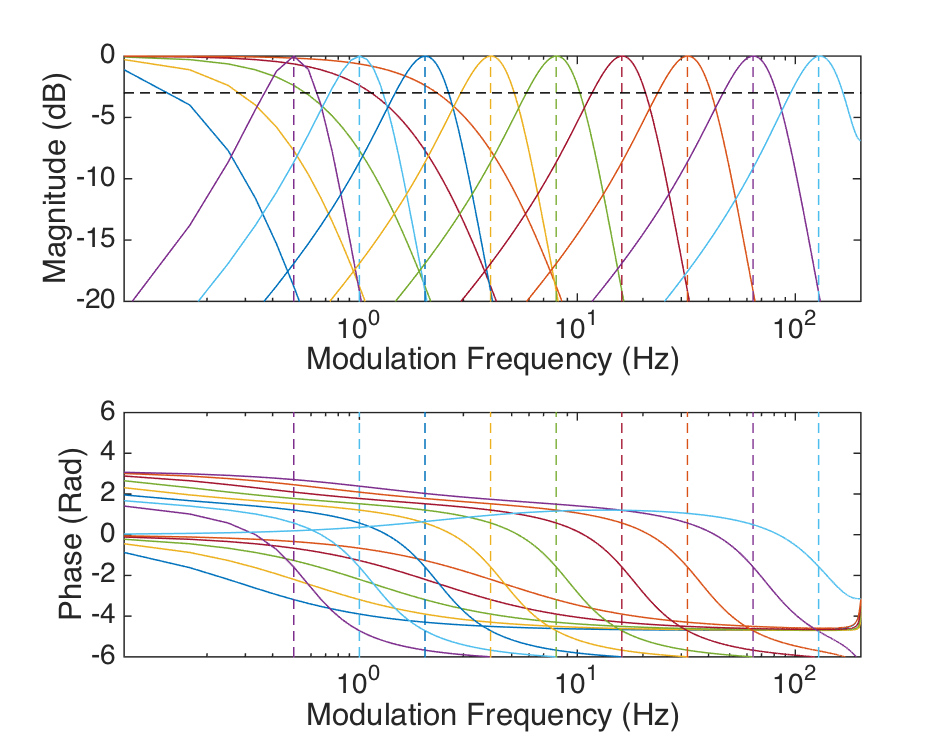 0
-5
-10
-15
-20
Magnitude (dB)
10^0 10^1 10^2
Modulation Frequency (Hz)
6
4
2
0
-2
-4
-6
Phase (Rad)
10^0 10^1 10^2
Modulation Frequency (Hz)